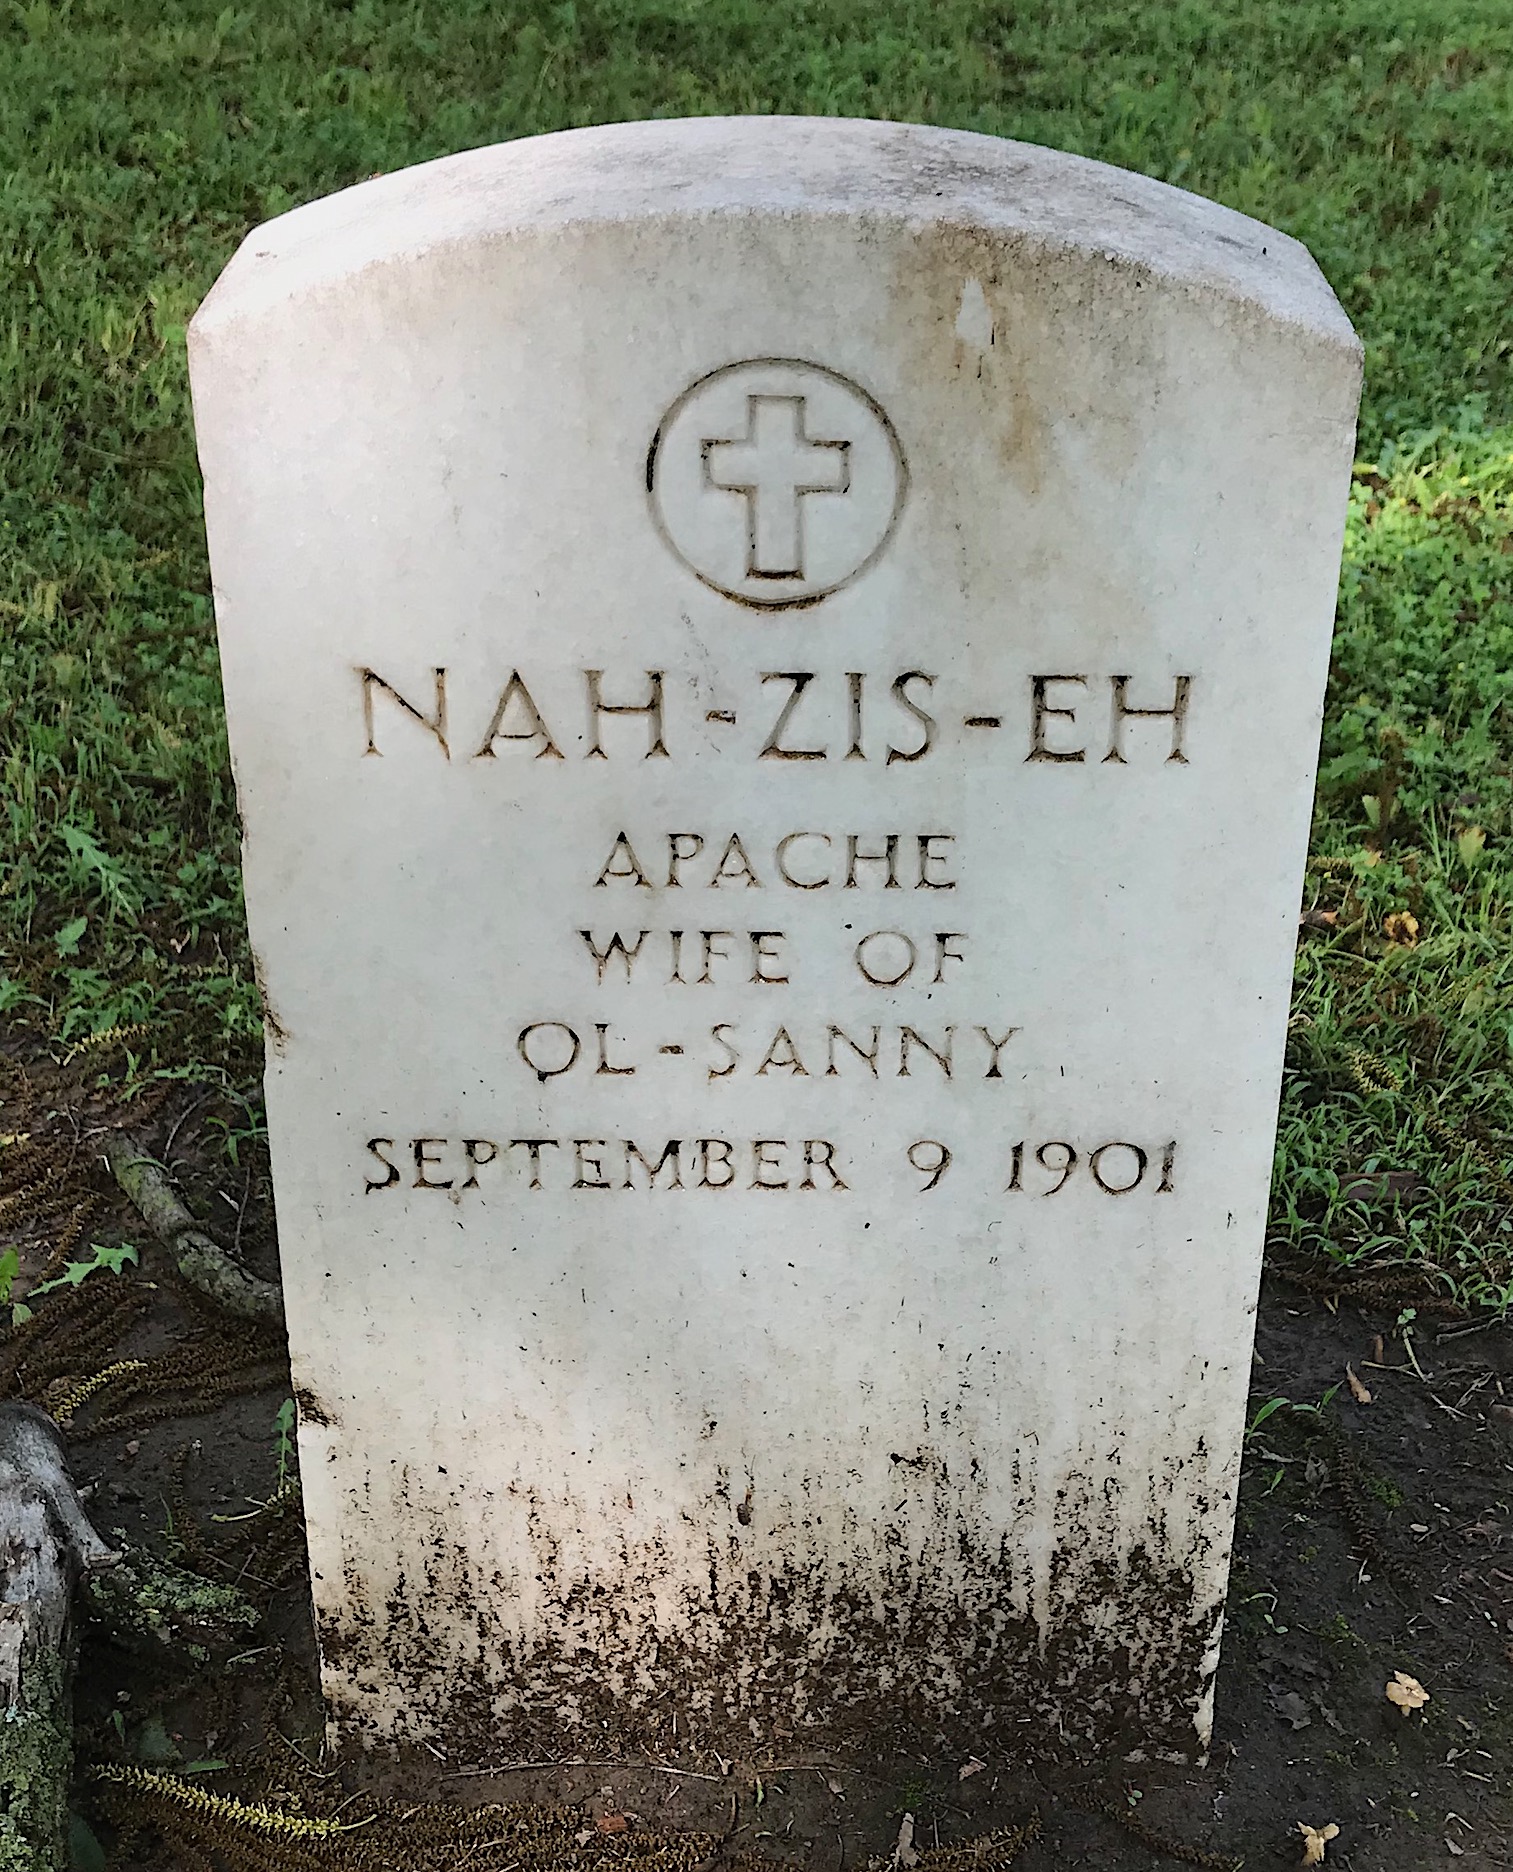 NAH-ZIS-EH
APACHE
WIFE OF
OL-SANNY
SEPTEMBER 9 1901